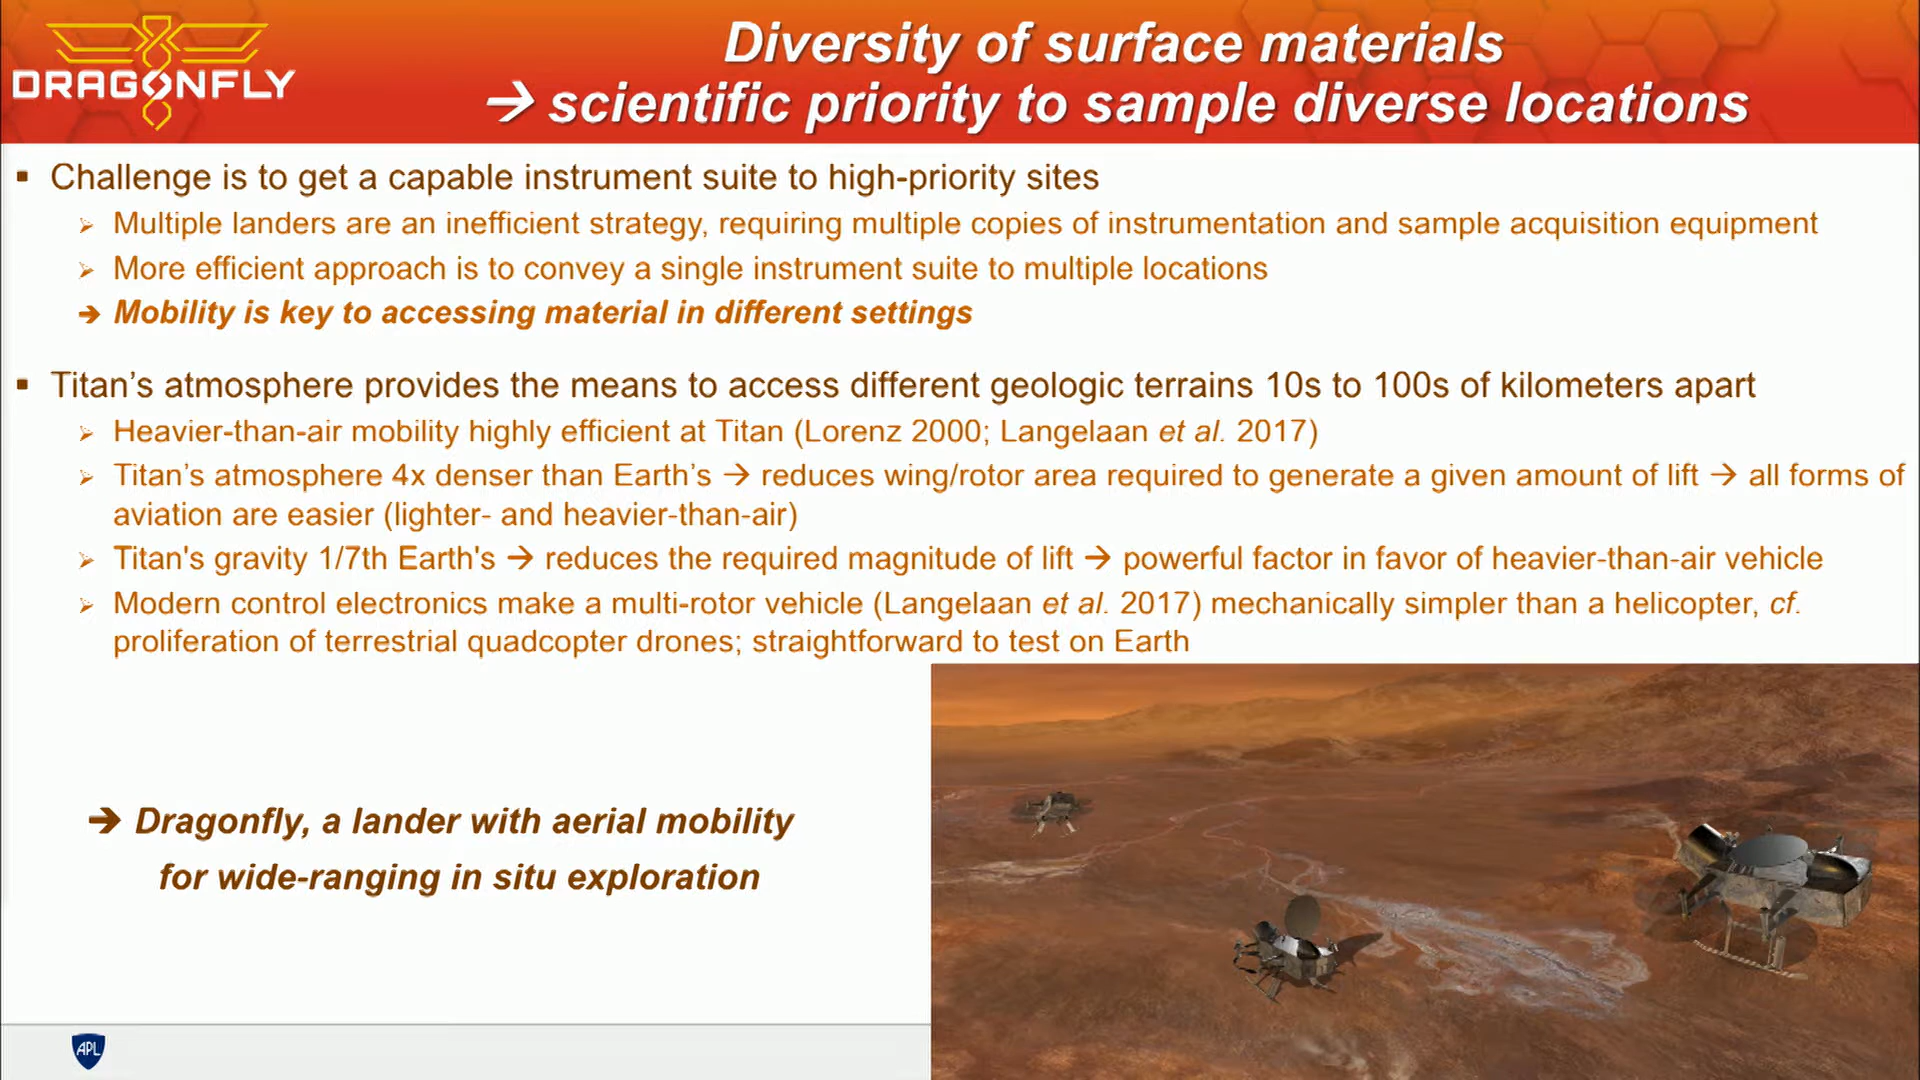 DRAGONFLY
Diversity of surface materials
→ scientific priority to sample diverse locations
▪ Challenge is to get a capable instrument suite to high-priority sites
➢ Multiple landers are an inefficient strategy, requiring multiple copies of instrumentation and sample acquisition equipment
➢ More efficient approach is to convey a single instrument suite to multiple locations
➔ Mobility is key to accessing material in different settings
▪ Titan’s atmosphere provides the means to access different geologic terrains 10s to 100s of kilometers apart
➢ Heavier-than-air mobility highly efficient at Titan (Lorenz 2000; Langelaan et al. 2017)
➢ Titan’s atmosphere 4x denser than Earth’s → reduces wing/rotor area required to generate a given amount of lift → all forms of
aviation are easier (lighter- and heavier-than-air)
➢ Titan's gravity 1/7th Earth's → reduces the required magnitude of lift → powerful factor in favor of heavier-than-air vehicle
➢ Modern control electronics make a multi-rotor vehicle (Langelaan et al. 2017) mechanically simpler than a helicopter, cf.
proliferation of terrestrial quadcopter drones; straightforward to test on Earth
➔ Dragonfly, a lander with aerial mobility
for wide-ranging in situ exploration
APL